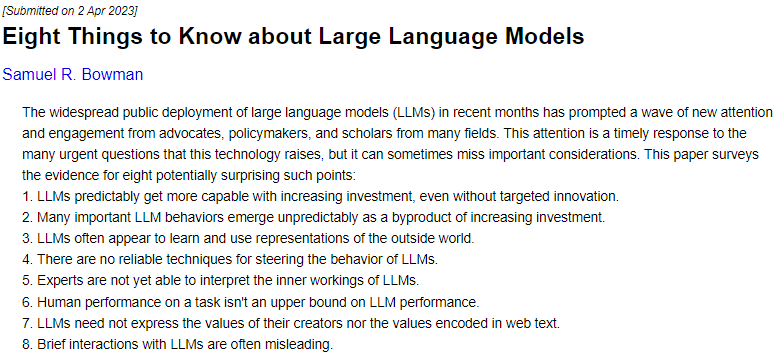 [Submitted on 2 Apr 2023]
Eight Things to Know about Large Language Models
Samuel R. Bowman
The widespread public deployment of large language models (LLMs) in recent months has prompted a wave of new attention
and engagement from advocates, policymakers, and scholars from many fields. This attention is a timely response to the
many urgent questions that this technology raises, but it can sometimes miss important considerations. This paper surveys
the evidence for eight potentially surprising such points:
1. LLMs predictably get more capable with increasing investment, even without targeted innovation.
2. Many important LLM behaviors emerge unpredictably as a byproduct of increasing investment.
3. LLMs often appear to learn and use representations of the outside world.
4. There are no reliable techniques for steering the behavior of LLMs.
5. Experts are not yet able to interpret the inner workings of LLMs.
6. Human performance on a task isn't an upper bound on LLM performance.
7. LLMs need not express the values of their creators nor the values encoded in web text.
8. Brief interactions with LLMs are often misleading.